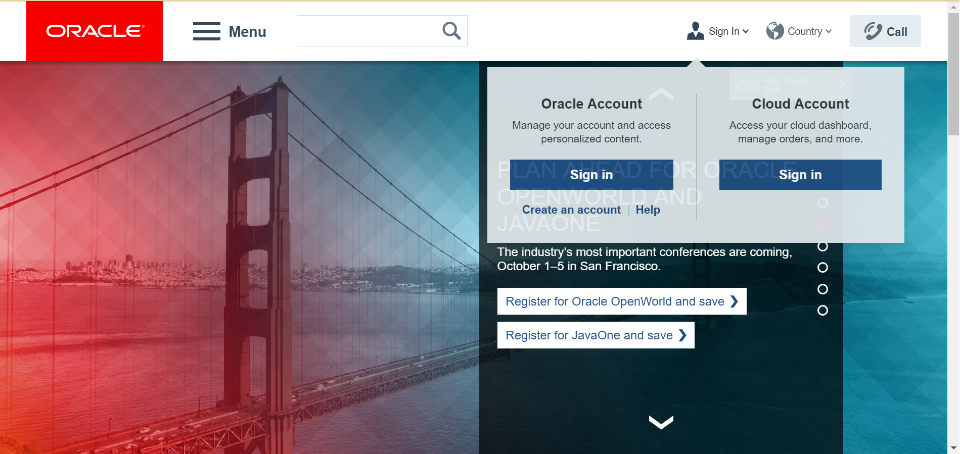 ORACLE
Menu
Sign In
Country
Call
Oracle Account
Manage your account and access
personalized content.
Sign in
Create an account | Help
Cloud Account
Access your cloud dashboard,
manage orders, and more.
Sign in
PLAN AHEAD FOR ORACLE
OPENWORLD AND
JAVAONE
The industry's most important conferences are coming,
October 1–5 in San Francisco.
Register for Oracle OpenWorld and save
Register for JavaOne and save